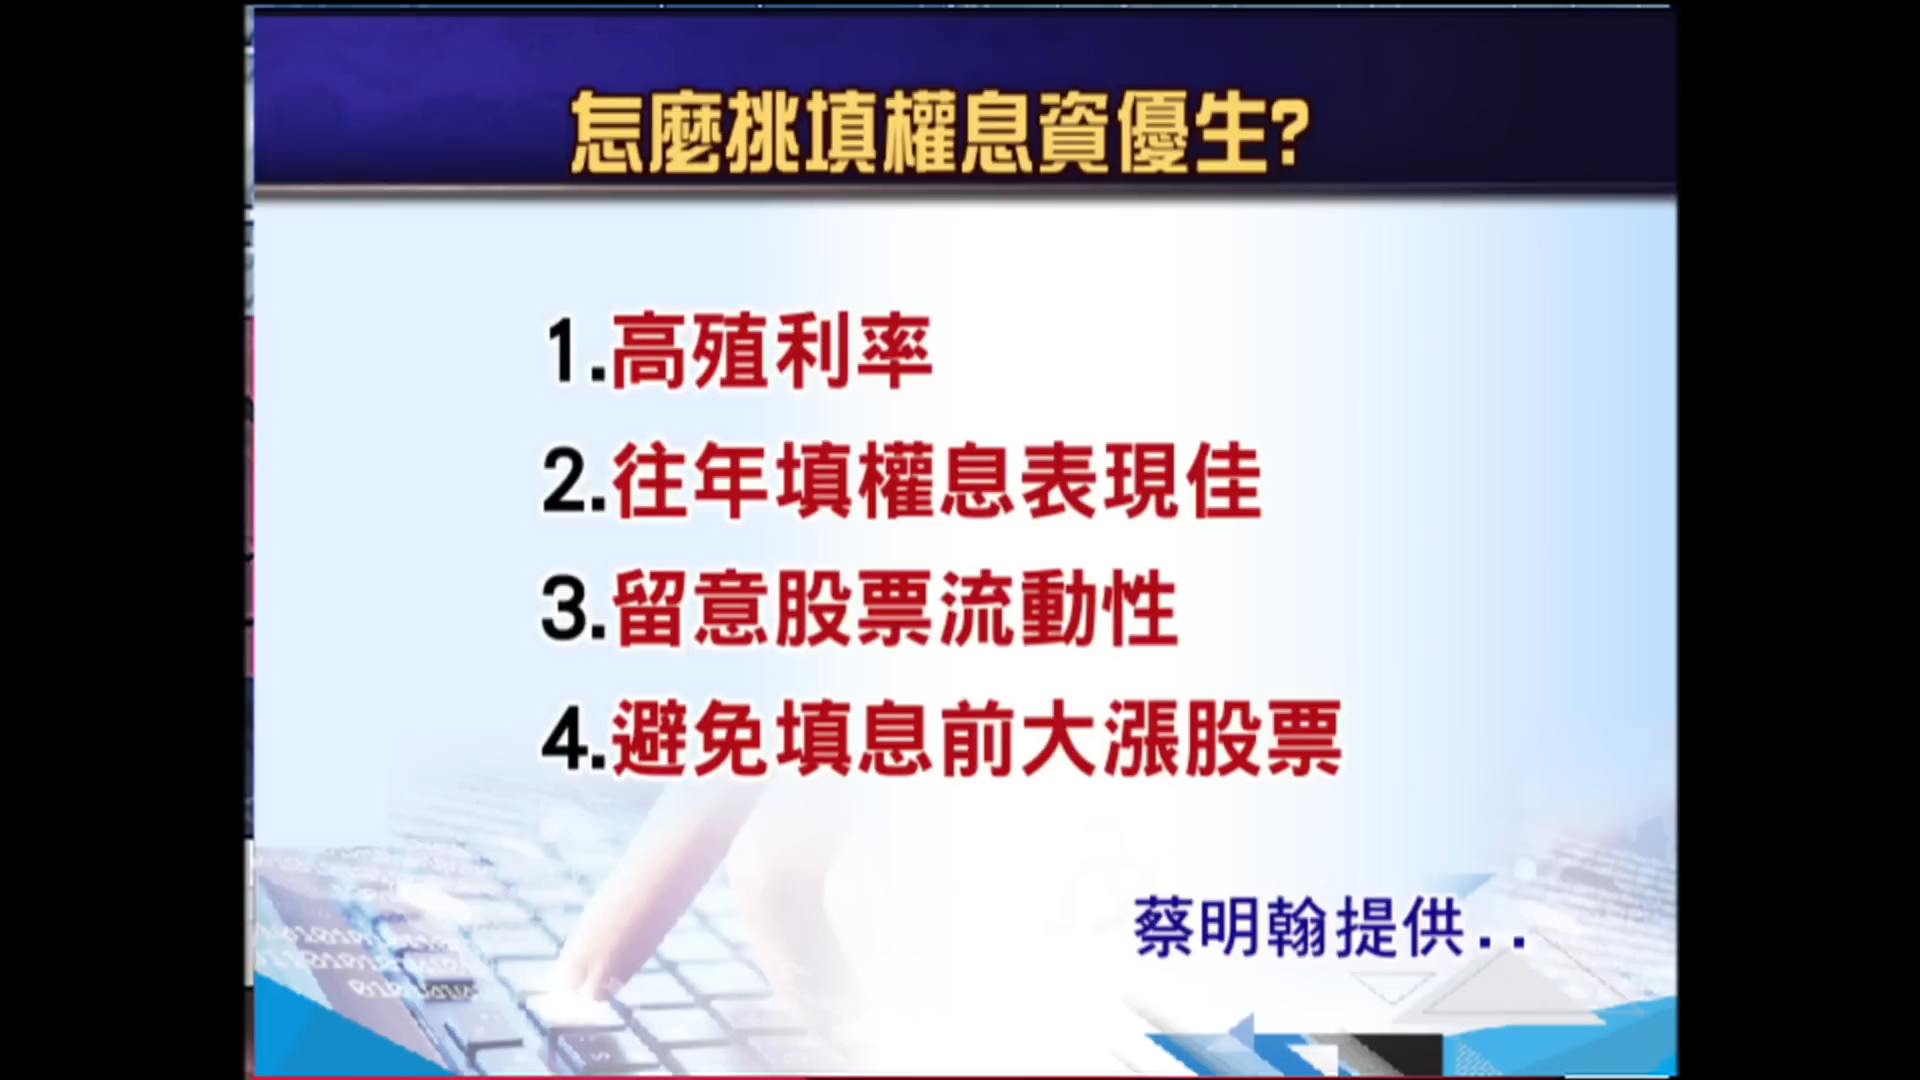 怎麼挑填權息資優生?
1.高殖利率
2.往年填權息表現佳
3.留意股票流動性
4.避免填息前大漲股票
蔡明翰提供..